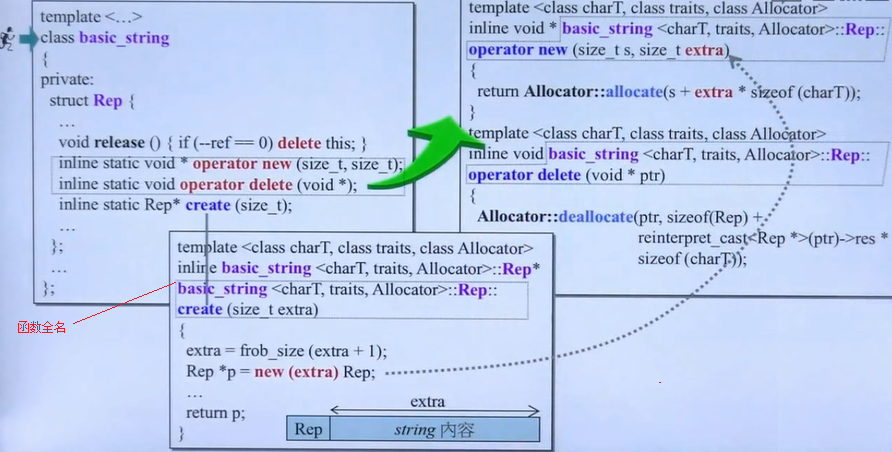 template <…>
class basic_string
{
private:
struct Rep {
…
void release () { if (--ref == 0) delete this; }
inline static void * operator new (size_t, size_t);
inline static void operator delete (void *);
inline static Rep* create (size_t);
…
};
…
};
template <class charT, class traits, class Allocator>
inline void * basic_string <charT, traits, Allocator>::Rep::
operator new (size_t s, size_t extra)
{
return Allocator::allocate(s + extra * sizeof (charT));
}
template <class charT, class traits, class Allocator>
inline void basic_string <charT, traits, Allocator>::Rep::
operator delete (void * ptr)
{
Allocator::deallocate(ptr, sizeof(Rep) +
reinterpret_cast<Rep *>(ptr)->res *
sizeof (charT));
}
template <class charT, class traits, class Allocator>
inline basic_string <charT, traits, Allocator>::Rep*
basic_string <charT, traits, Allocator>::Rep::
create (size_t extra)
{
extra = frob_size (extra + 1);
Rep *p = new (extra) Rep;
…
return p;
}
extra
Rep string 內容
函数全名